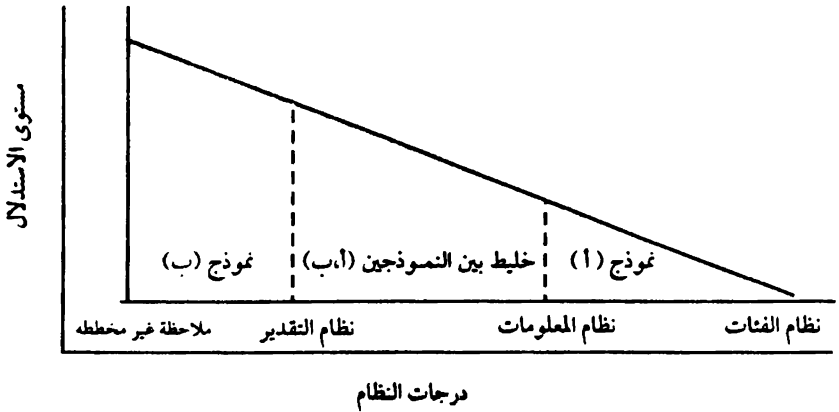 مستوى الاستدلال
نموذج (أ) خليط بين النموذجين (أ،ب) نموذج (ب)
نظام الفئات نظام المعلومات نظام التقدير ملاحظة غير مخططه
درجات النظام